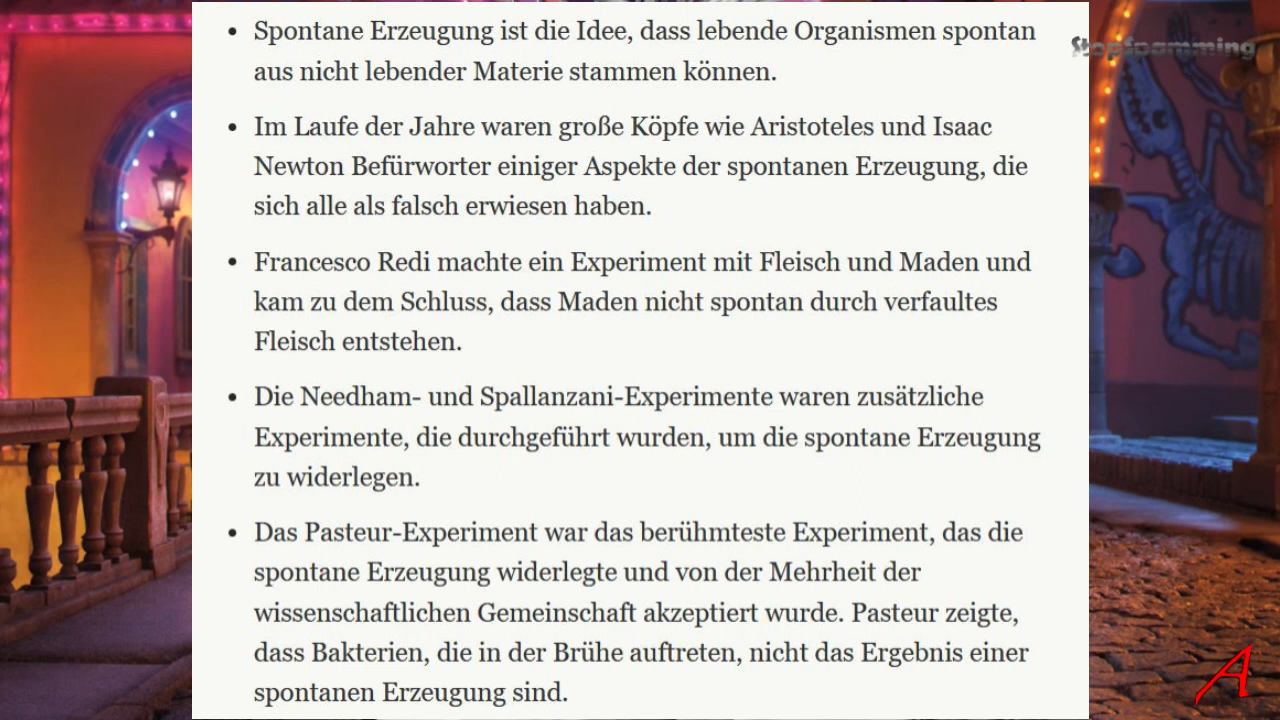 • Spontane Erzeugung ist die Idee, dass lebende Organismen spontan
aus nicht lebender Materie stammen können.
• Im Laufe der Jahre waren große Köpfe wie Aristoteles und Isaac
Newton Befürworter einiger Aspekte der spontanen Erzeugung, die
sich alle als falsch erwiesen haben.
• Francesco Redi machte ein Experiment mit Fleisch und Maden und
kam zu dem Schluss, dass Maden nicht spontan durch verfaultes
Fleisch entstehen.
• Die Needham- und Spallanzani-Experimente waren zusätzliche
Experimente, die durchgeführt wurden, um die spontane Erzeugung
zu widerlegen.
• Das Pasteur-Experiment war das berühmteste Experiment, das die
spontane Erzeugung widerlegte und von der Mehrheit der
wissenschaftlichen Gemeinschaft akzeptiert wurde. Pasteur zeigte,
dass Bakterien, die in der Brühe auftreten, nicht das Ergebnis einer
spontanen Erzeugung sind.
Stopfpamming
A